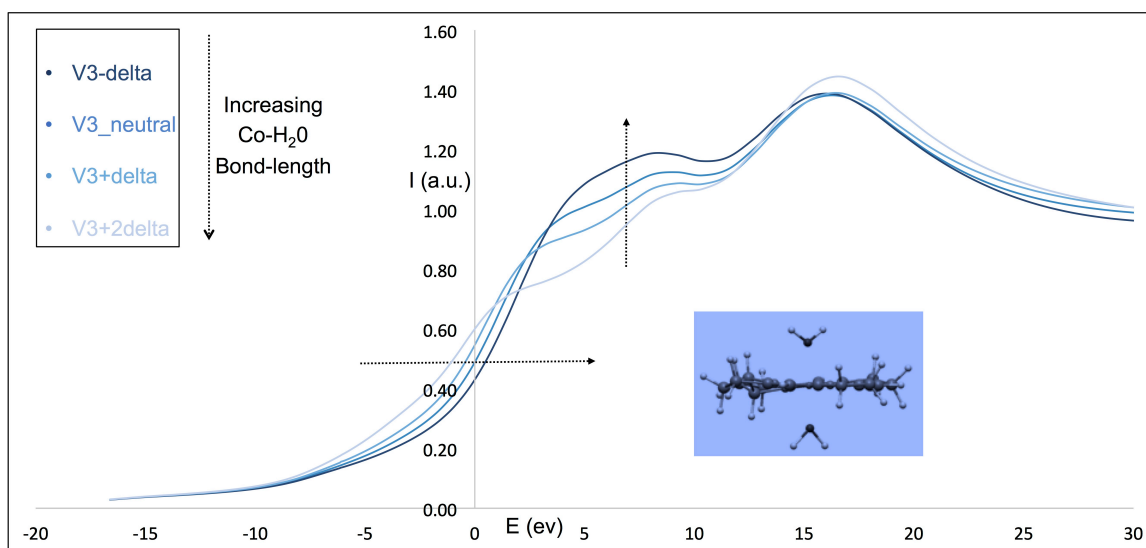 V3-delta
V3_neutral
V3+delta
V3+2delta
Increasing
Co-H₂0
Bond-length
I (a.u.)
1.60
1.40
1.20
1.00
0.80
0.60
0.40
0.20
0.00
-20
-15
-10
-5
0
5
10
15
20
25
30
E (ev)